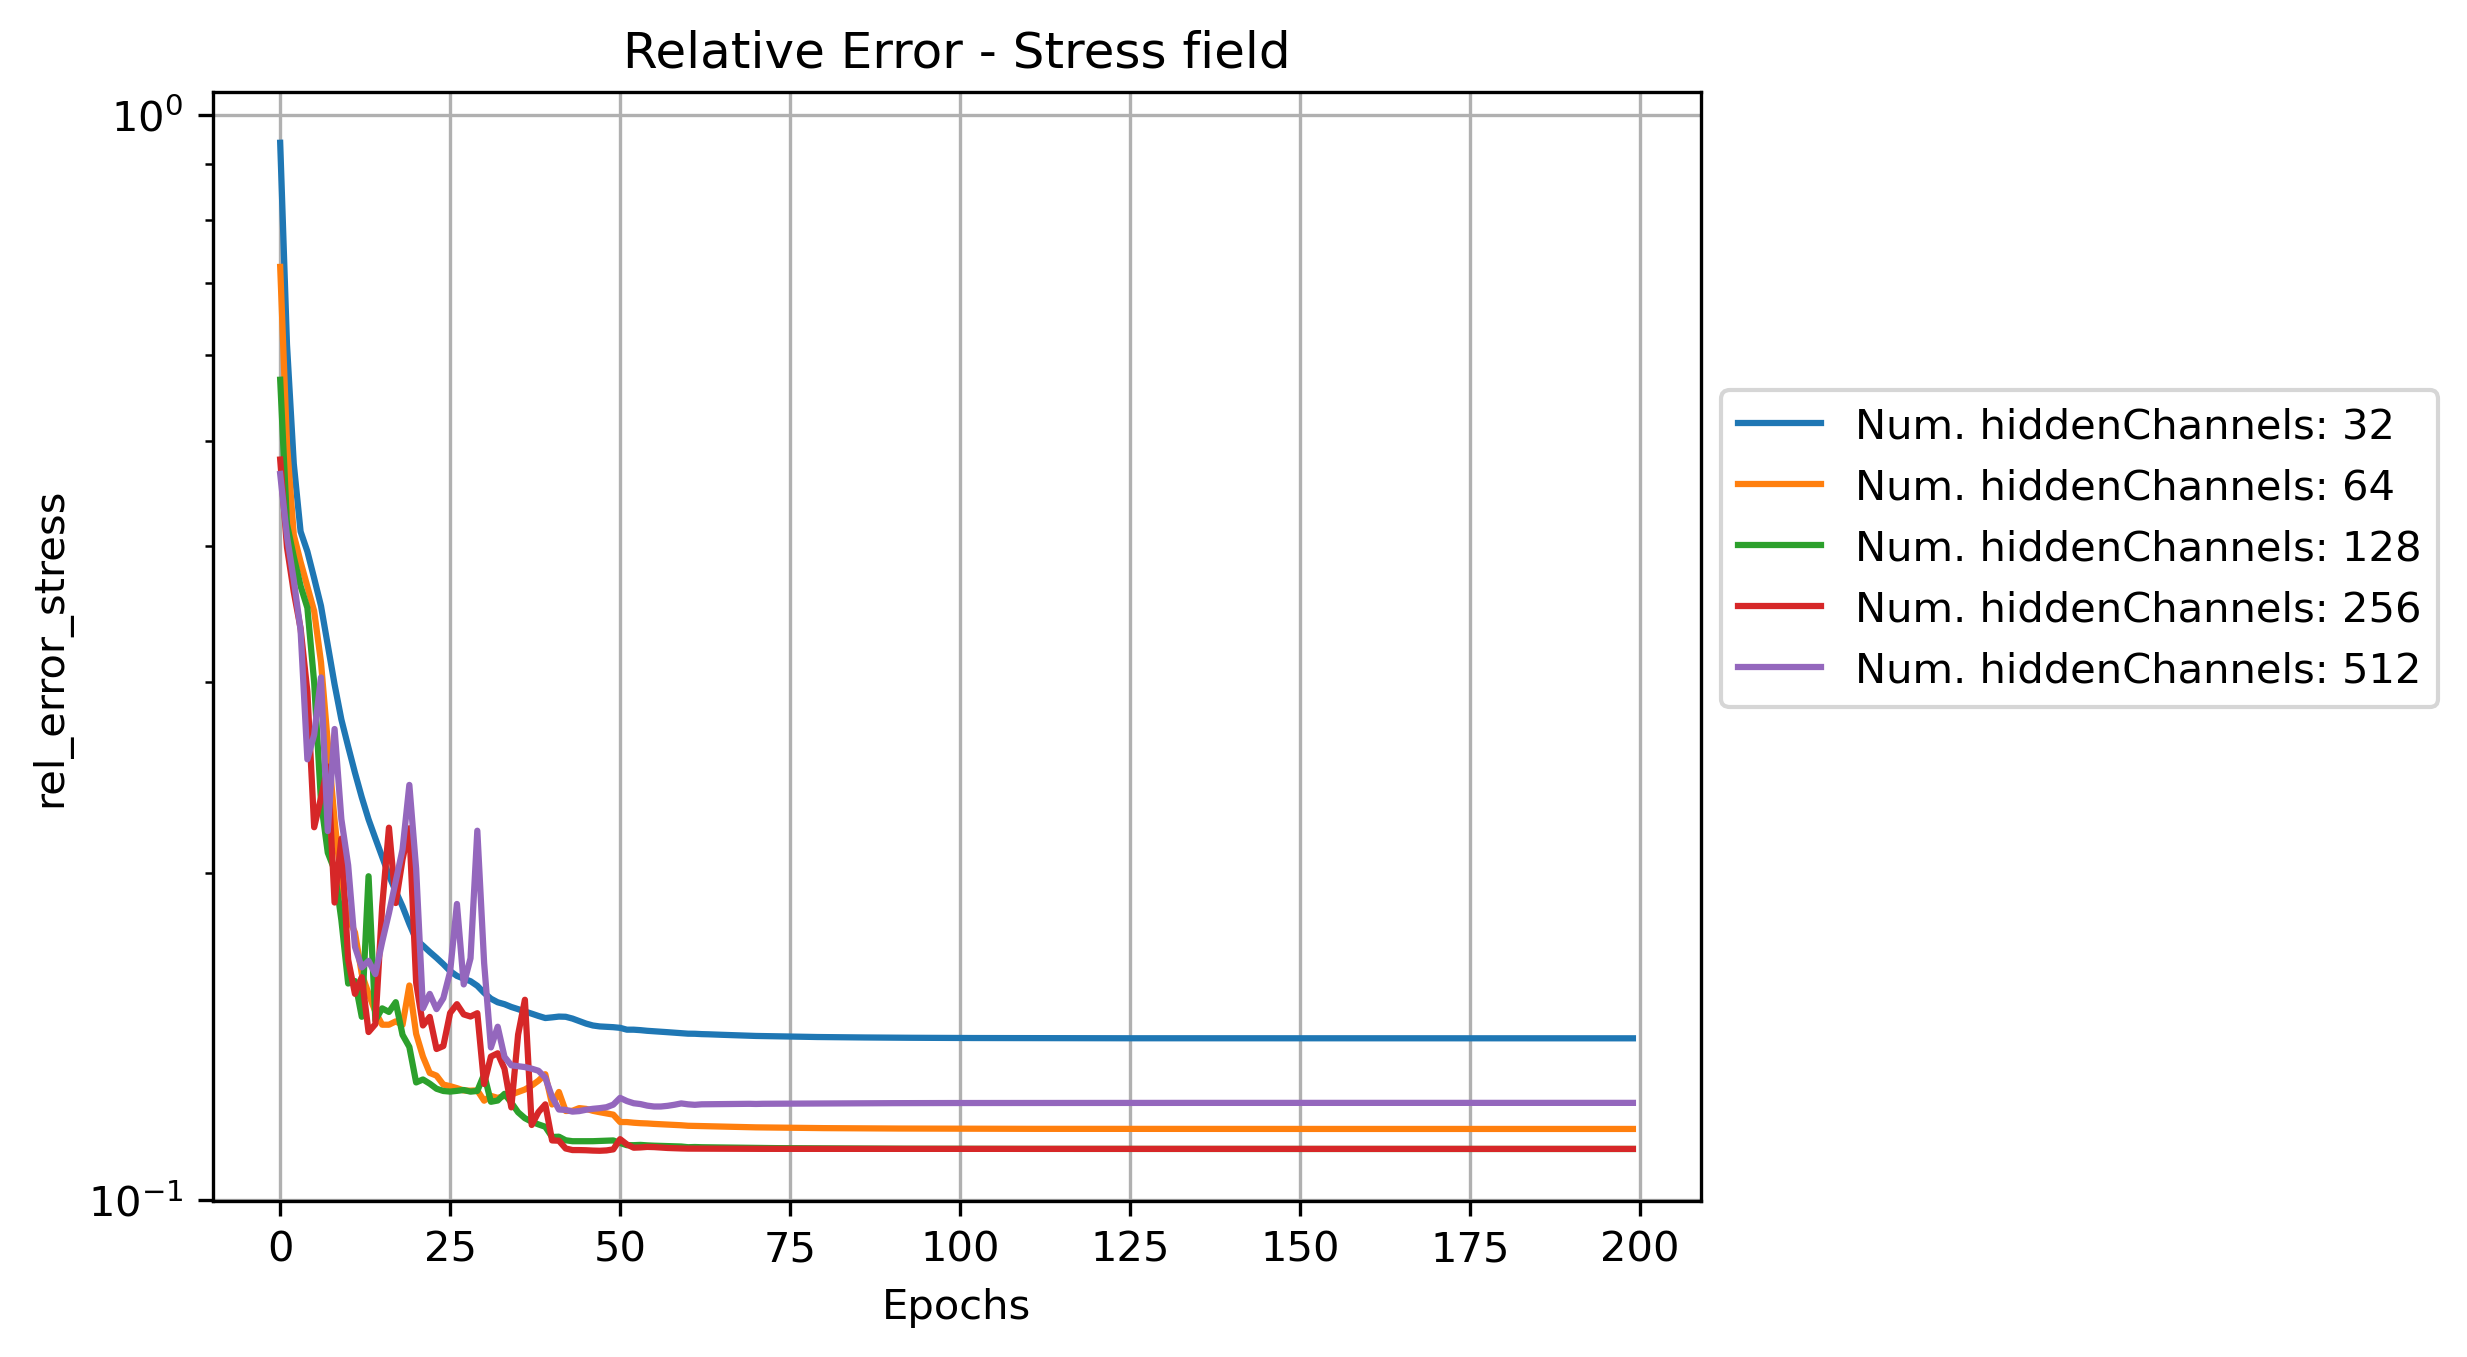 Relative Error - Stress field
10⁰
10⁻¹
rel_error_stress
0 25 50 75 100 125 150 175 200
Epochs
Num. hiddenChannels: 32
Num. hiddenChannels: 64
Num. hiddenChannels: 128
Num. hiddenChannels: 256
Num. hiddenChannels: 512